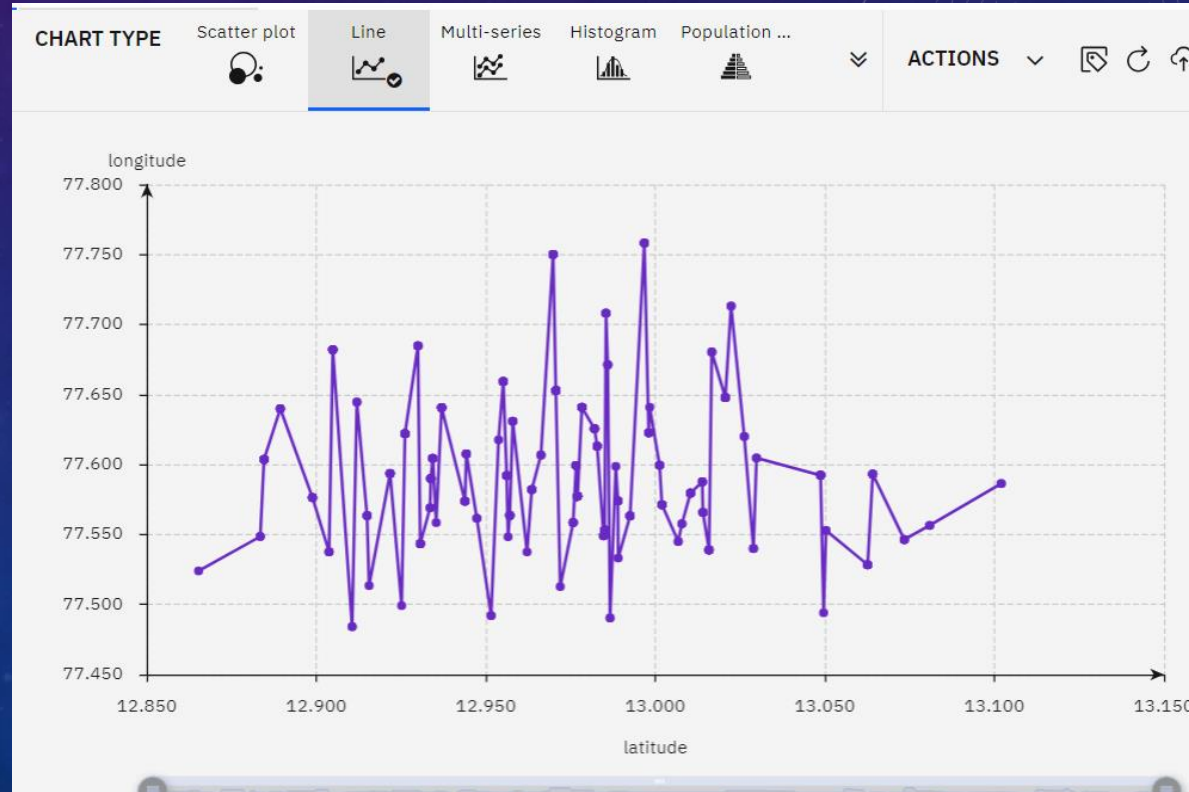 CHART TYPE
Scatter plot
Line
Multi-series
Histogram
Population ...
ACTIONS
longitude
77.800
77.750
77.700
77.650
77.600
77.550
77.500
77.450
12.850 12.900 12.950 13.000 13.050 13.100 13.150
latitude